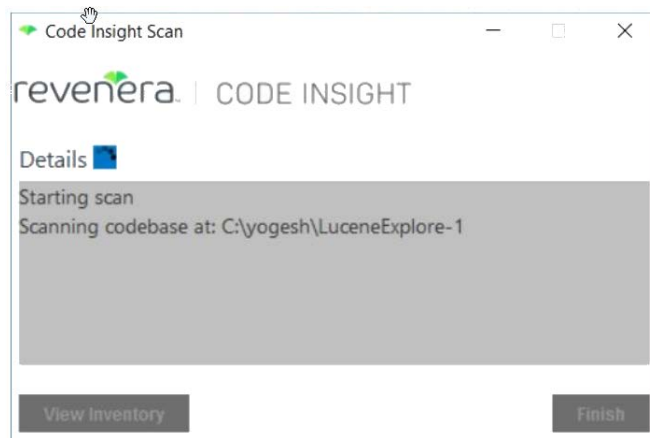 Code Insight Scan
revenera. CODE INSIGHT
Details
Starting scan
Scanning codebase at: C:\yogesh\LuceneExplore-1
View Inventory Finish